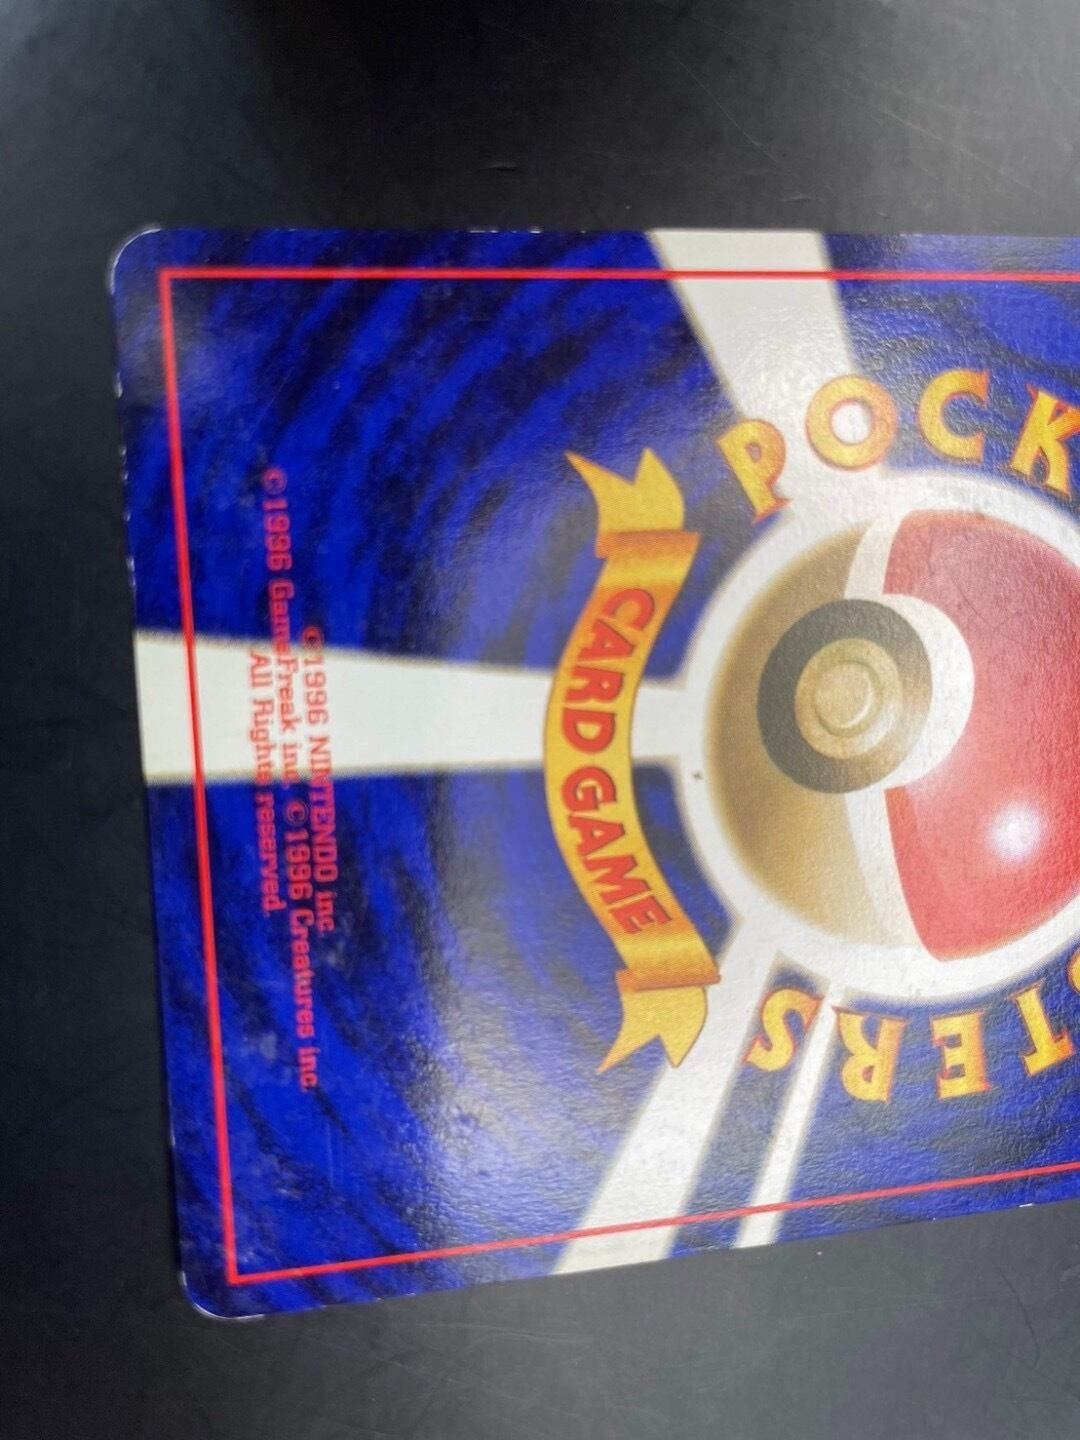 POCK
TERS
CARD GAME
©1996 NINTENDO inc.
©1996 GameFreak inc. ©1996 Creatures inc.
All Rights reserved.